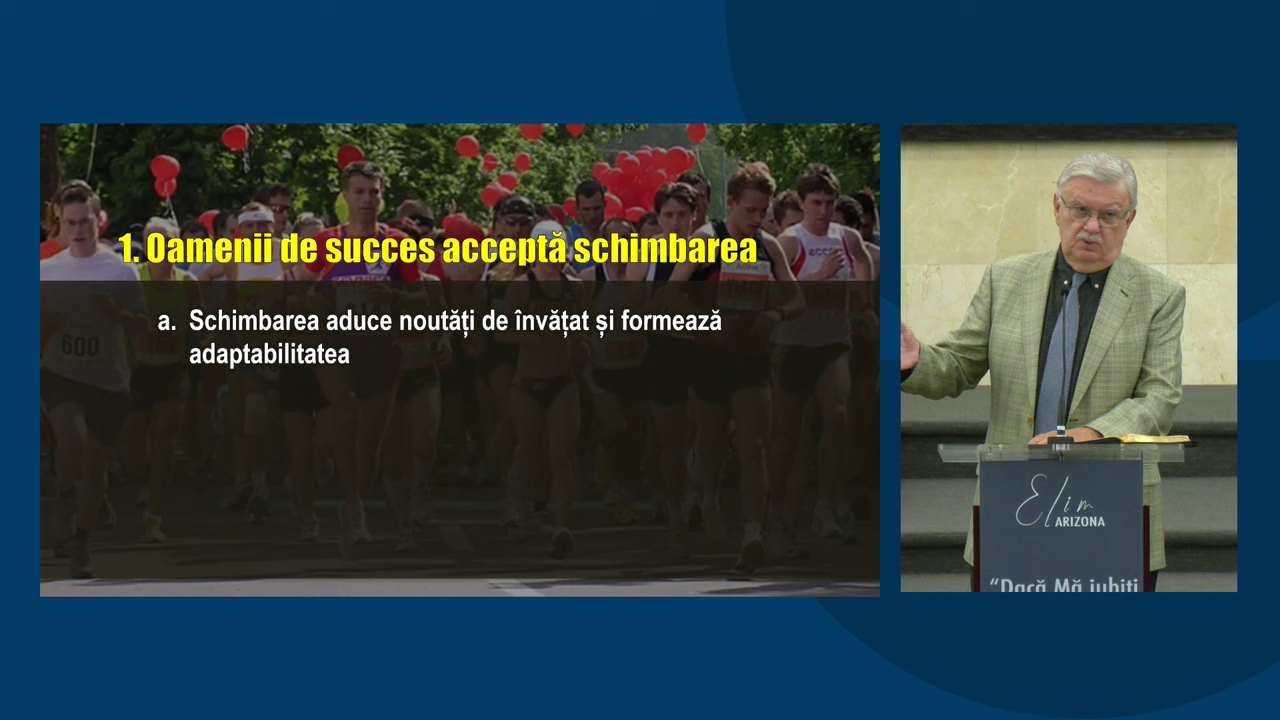 1. Oamenii de succes acceptă schimbarea
a. Schimbarea aduce noutăți de învățat și formează
adaptabilitatea
600
Elim
ARIZONA
“Dacă Mă iubiți